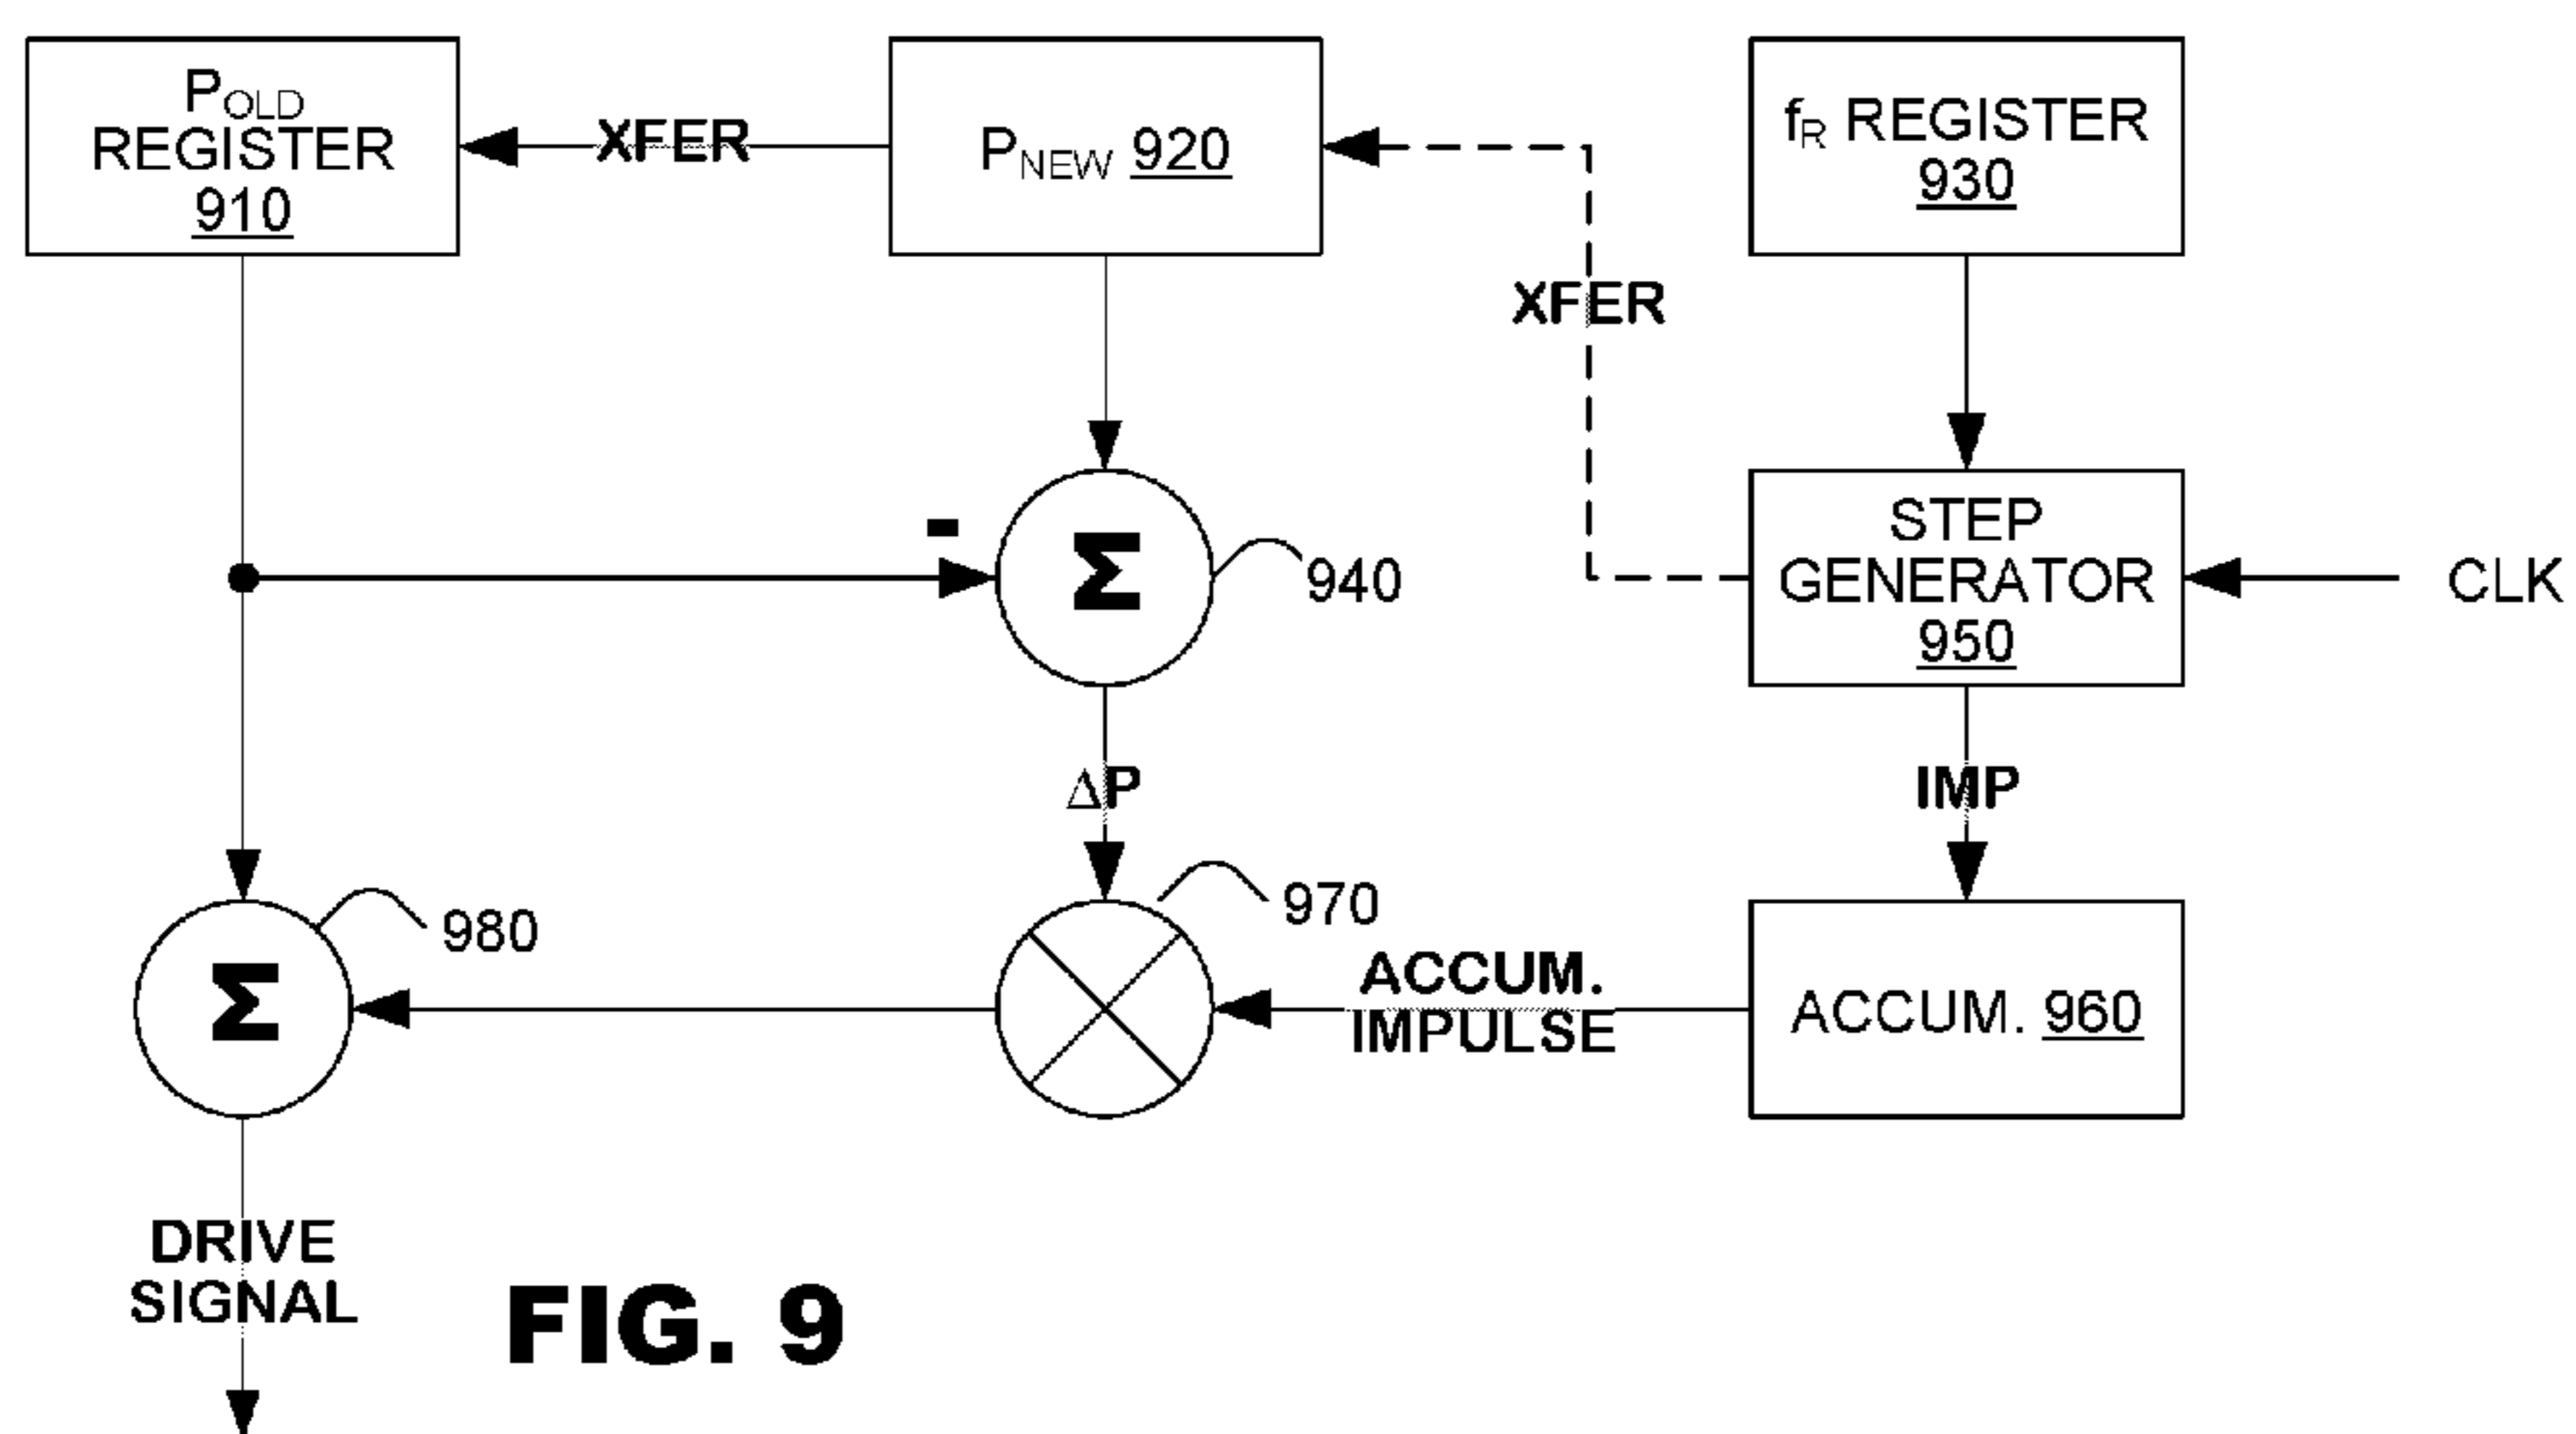 P_OLD
REGISTER
910
XFER
P_NEW 920
f_R REGISTER
930
XFER
-
Σ
940
STEP
GENERATOR
950
CLK
ΔP
IMP
980
Σ
970
ACCUM.
IMPULSE
ACCUM. 960
DRIVE
SIGNAL
FIG. 9